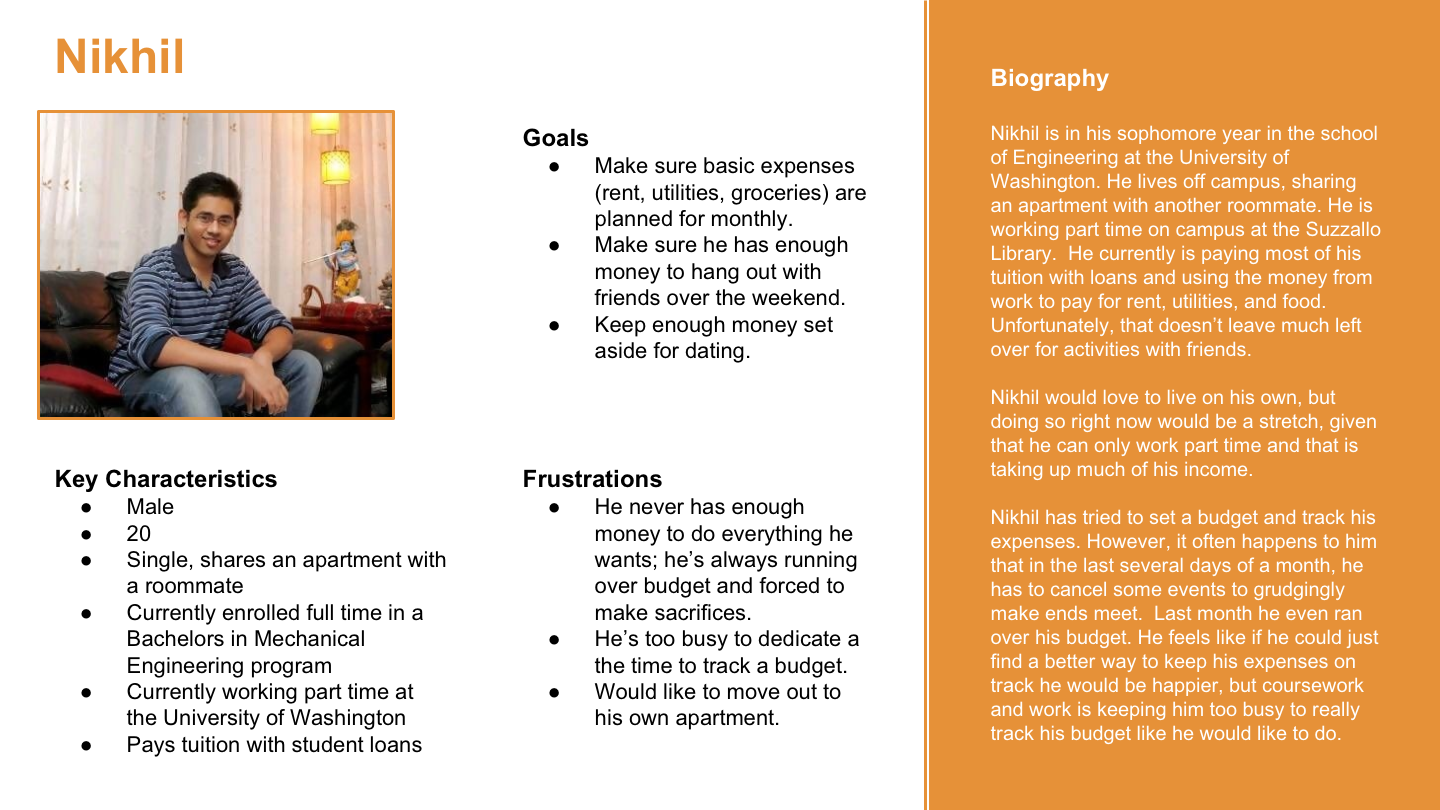 Nikhil
Goals
● Make sure basic expenses
(rent, utilities, groceries) are
planned for monthly.
● Make sure he has enough
money to hang out with
friends over the weekend.
● Keep enough money set
aside for dating.
Key Characteristics
● Male
● 20
● Single, shares an apartment with
a roommate
● Currently enrolled full time in a
Bachelors in Mechanical
Engineering program
● Currently working part time at
the University of Washington
● Pays tuition with student loans
Frustrations
● He never has enough
money to do everything he
wants; he’s always running
over budget and forced to
make sacrifices.
● He’s too busy to dedicate a
the time to track a budget.
● Would like to move out to
his own apartment.
Biography
Nikhil is in his sophomore year in the school
of Engineering at the University of
Washington. He lives off campus, sharing
an apartment with another roommate. He is
working part time on campus at the Suzzallo
Library.  He currently is paying most of his
tuition with loans and using the money from
work to pay for rent, utilities, and food.
Unfortunately, that doesn’t leave much left
over for activities with friends.
Nikhil would love to live on his own, but
doing so right now would be a stretch, given
that he can only work part time and that is
taking up much of his income.
Nikhil has tried to set a budget and track his
expenses. However, it often happens to him
that in the last several days of a month, he
has to cancel some events to grudgingly
make ends meet.  Last month he even ran
over his budget. He feels like if he could just
find a better way to keep his expenses on
track he would be happier, but coursework
and work is keeping him too busy to really
track his budget like he would like to do.